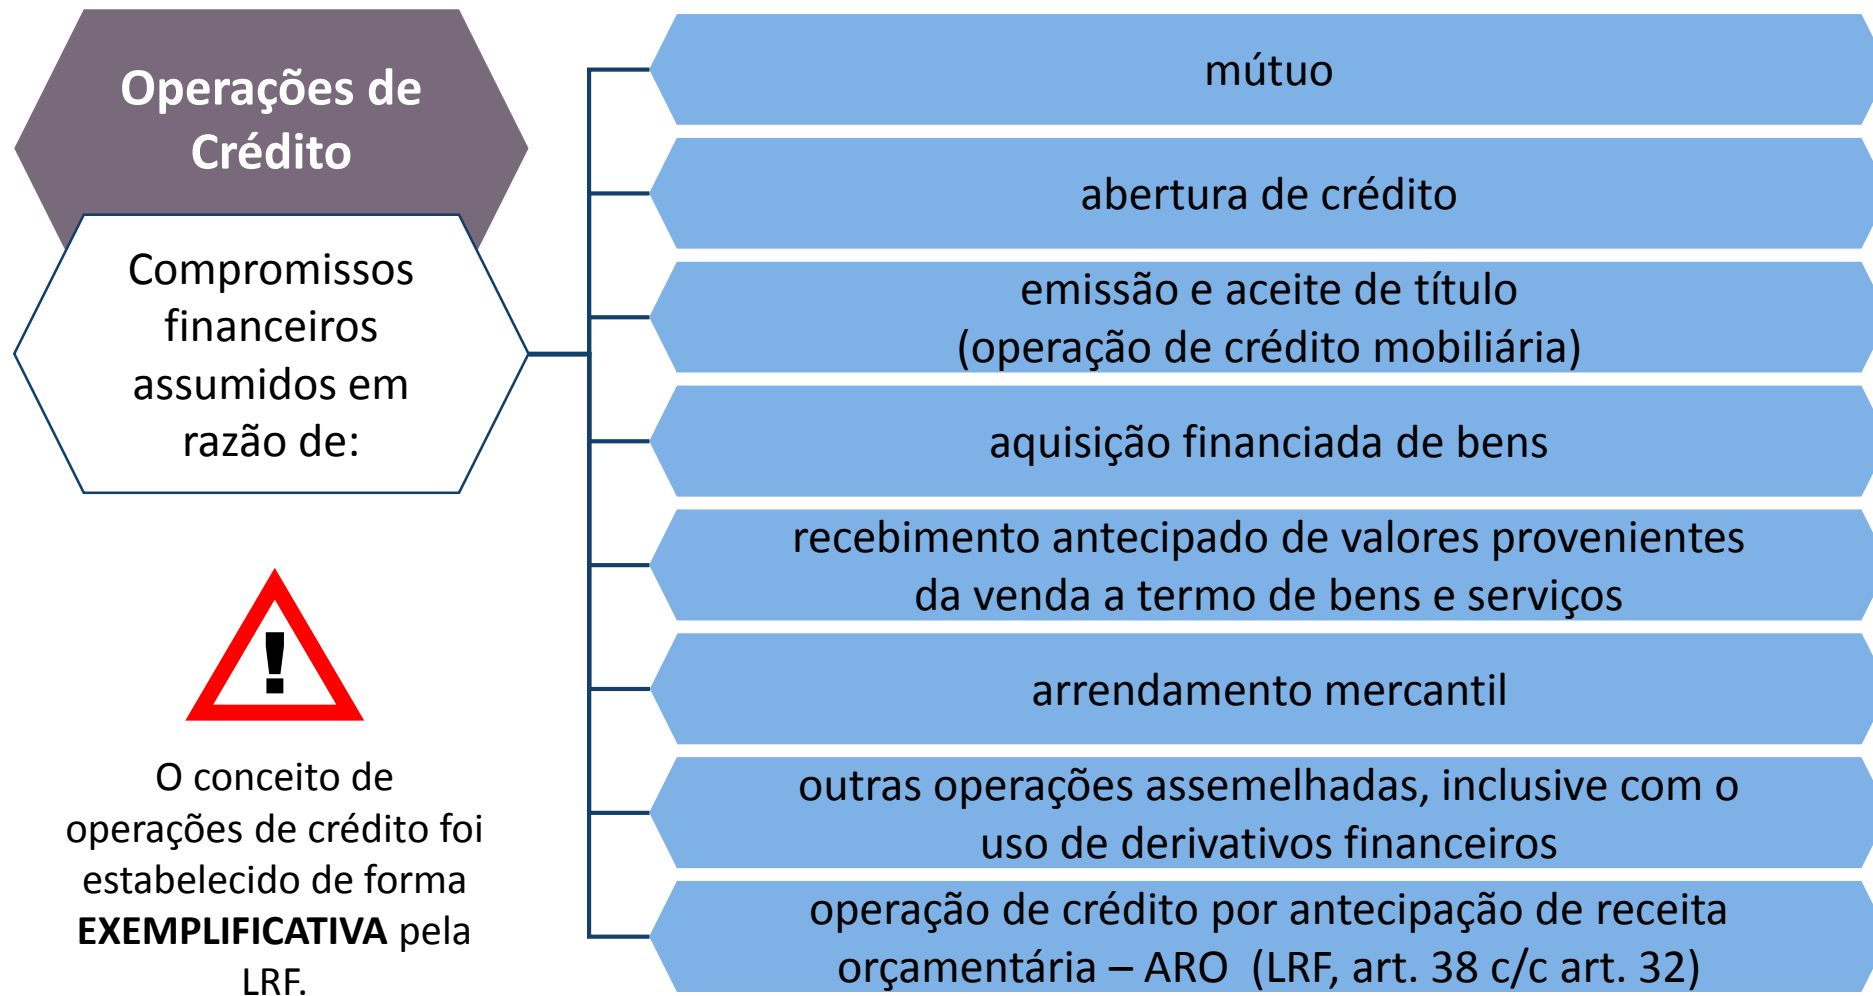 Operações de
Crédito
Compromissos
financeiros
assumidos em
razão de:
mútuo
abertura de crédito
emissão e aceite de título
(operação de crédito mobiliária)
aquisição financiada de bens
recebimento antecipado de valores provenientes
da venda a termo de bens e serviços
arrendamento mercantil
outras operações assemelhadas, inclusive com o
uso de derivativos financeiros
operação de crédito por antecipação de receita
orçamentária – ARO (LRF, art. 38 c/c art. 32)
!
O conceito de
operações de crédito foi
estabelecido de forma
EXEMPLIFICATIVA pela
LRF.